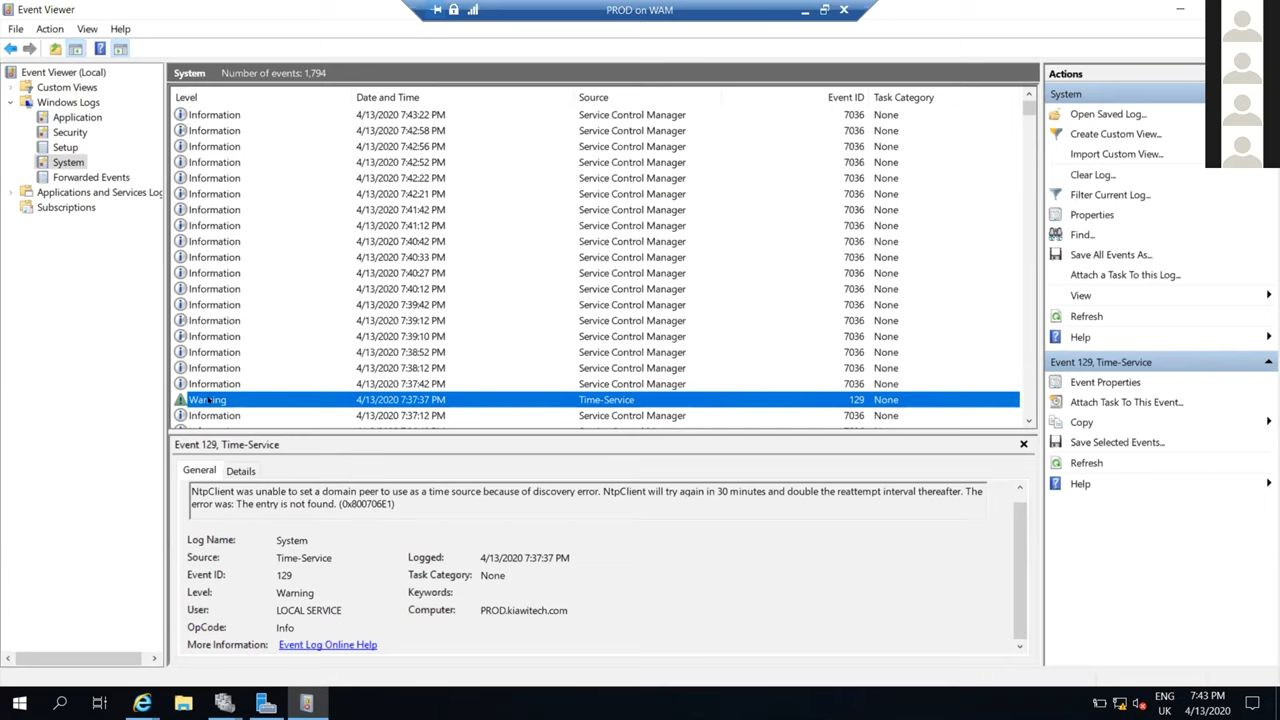 Event Viewer
PROD on WAM
File Action View Help
Event Viewer (Local)
Custom Views
Windows Logs
Application
Security
Setup
System
Forwarded Events
Applications and Services Log
Subscriptions
System Number of events: 1,794
Level Date and Time Source Event ID Task Category
Information 4/13/2020 7:43:22 PM Service Control Manager 7036 None
Information 4/13/2020 7:42:58 PM Service Control Manager 7036 None
Information 4/13/2020 7:42:56 PM Service Control Manager 7036 None
Information 4/13/2020 7:42:52 PM Service Control Manager 7036 None
Information 4/13/2020 7:42:22 PM Service Control Manager 7036 None
Information 4/13/2020 7:42:21 PM Service Control Manager 7036 None
Information 4/13/2020 7:41:42 PM Service Control Manager 7036 None
Information 4/13/2020 7:41:12 PM Service Control Manager 7036 None
Information 4/13/2020 7:40:42 PM Service Control Manager 7036 None
Information 4/13/2020 7:40:33 PM Service Control Manager 7036 None
Information 4/13/2020 7:40:27 PM Service Control Manager 7036 None
Information 4/13/2020 7:40:12 PM Service Control Manager 7036 None
Information 4/13/2020 7:39:42 PM Service Control Manager 7036 None
Information 4/13/2020 7:39:12 PM Service Control Manager 7036 None
Information 4/13/2020 7:39:10 PM Service Control Manager 7036 None
Information 4/13/2020 7:38:52 PM Service Control Manager 7036 None
Information 4/13/2020 7:38:12 PM Service Control Manager 7036 None
Information 4/13/2020 7:37:42 PM Service Control Manager 7036 None
Warning 4/13/2020 7:37:37 PM Time-Service 129 None
Information 4/13/2020 7:37:12 PM Service Control Manager 7036 None
Event 129, Time-Service
General Details
NtpClient was unable to set a domain peer to use as a time source because of discovery error. NtpClient will try again in 30 minutes and double the reattempt interval thereafter. The
error was: The entry is not found. (0x800706E1)
Log Name: System
Source: Time-Service Logged: 4/13/2020 7:37:37 PM
Event ID: 129 Task Category: None
Level: Warning Keywords:
User: LOCAL SERVICE Computer: PROD.kiawitech.com
OpCode: Info
More Information: Event Log Online Help
Actions
System
Open Saved Log...
Create Custom View...
Import Custom View...
Clear Log...
Filter Current Log...
Properties
Find...
Save All Events As...
Attach a Task To this Log...
View
Refresh
Help
Event 129, Time-Service
Event Properties
Attach Task To This Event...
Copy
Save Selected Events...
Refresh
Help
ENG 7:43 PM
UK 4/13/2020